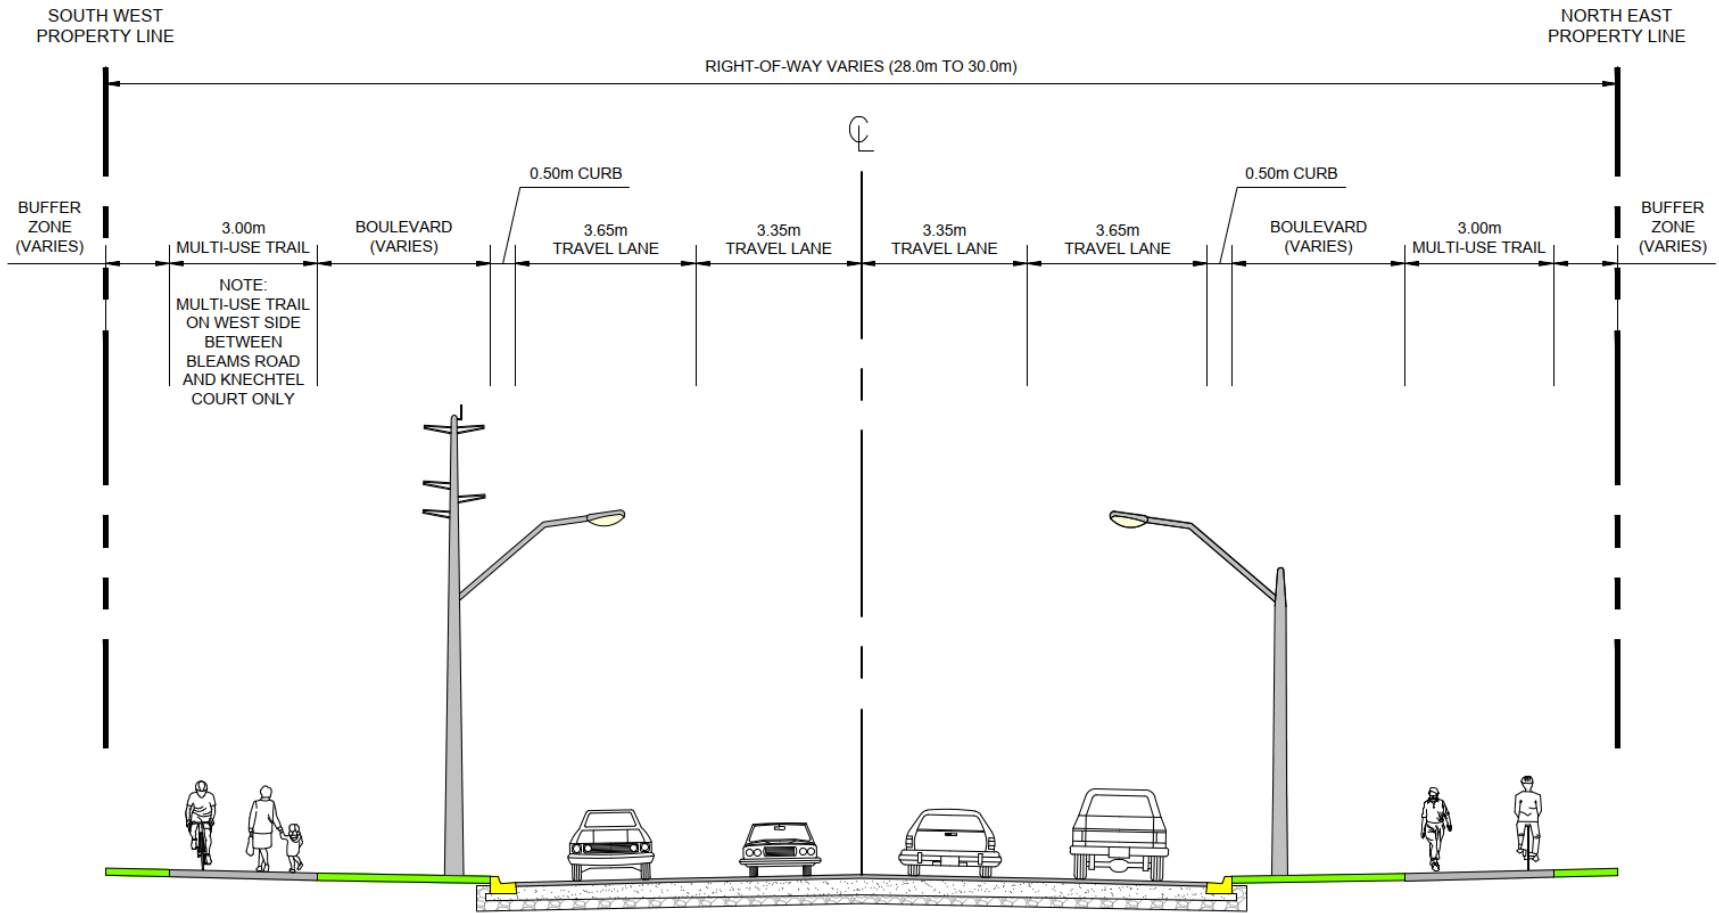 SOUTH WEST
PROPERTY LINE
NORTH EAST
PROPERTY LINE
RIGHT-OF-WAY VARIES (28.0m TO 30.0m)
CL
0.50m CURB
0.50m CURB
BUFFER
ZONE
(VARIES)
3.00m
MULTI-USE TRAIL
BOULEVARD
(VARIES)
3.65m
TRAVEL LANE
3.35m
TRAVEL LANE
3.35m
TRAVEL LANE
3.65m
TRAVEL LANE
BOULEVARD
(VARIES)
3.00m
MULTI-USE TRAIL
BUFFER
ZONE
(VARIES)
NOTE:
MULTI-USE TRAIL
ON WEST SIDE
BETWEEN
BLEAMS ROAD
AND KNECHTEL
COURT ONLY